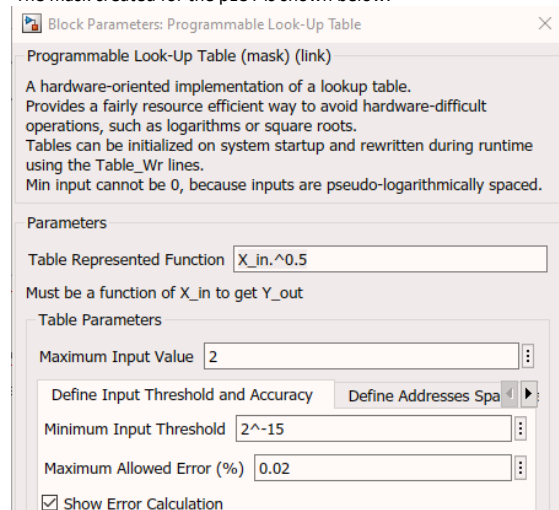 The mask created for the pLUT is shown below:
Block Parameters: Programmable Look-Up Table
Programmable Look-Up Table (mask) (link)
A hardware-oriented implementation of a lookup table.
Provides a fairly resource efficient way to avoid hardware-difficult
operations, such as logarithms or square roots.
Tables can be initialized on system startup and rewritten during runtime
using the Table_Wr lines.
Min input cannot be 0, because inputs are pseudo-logarithmically spaced.
Parameters
Table Represented Function X_in.^0.5
Must be a function of X_in to get Y_out
Table Parameters
Maximum Input Value 2
Define Input Threshold and Accuracy Define Addresses Spa
Minimum Input Threshold 2^-15
Maximum Allowed Error (%) 0.02
Show Error Calculation